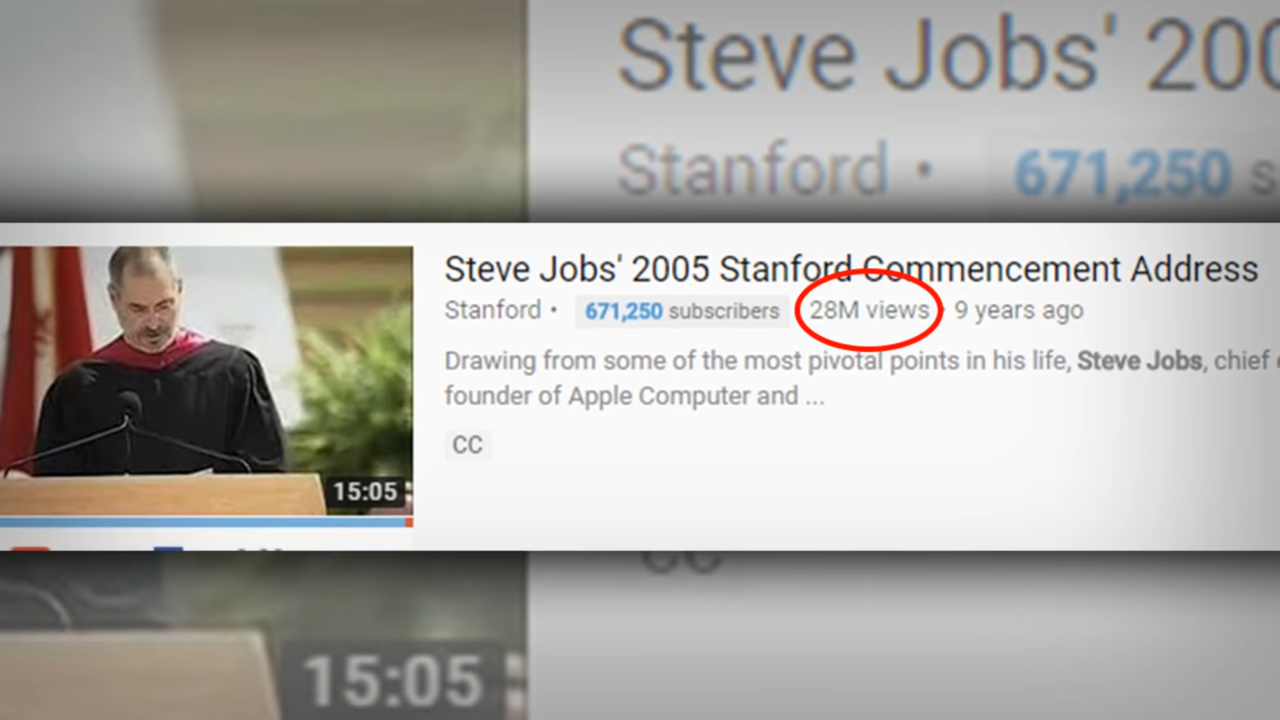 Steve Jobs' 200
Stanford • 671,250 s
Steve Jobs' 2005 Stanford Commencement Address
Stanford • 671,250 subscribers 28M views • 9 years ago
Drawing from some of the most pivotal points in his life, Steve Jobs, chief
founder of Apple Computer and ...
CC
15:05
CC
15:05